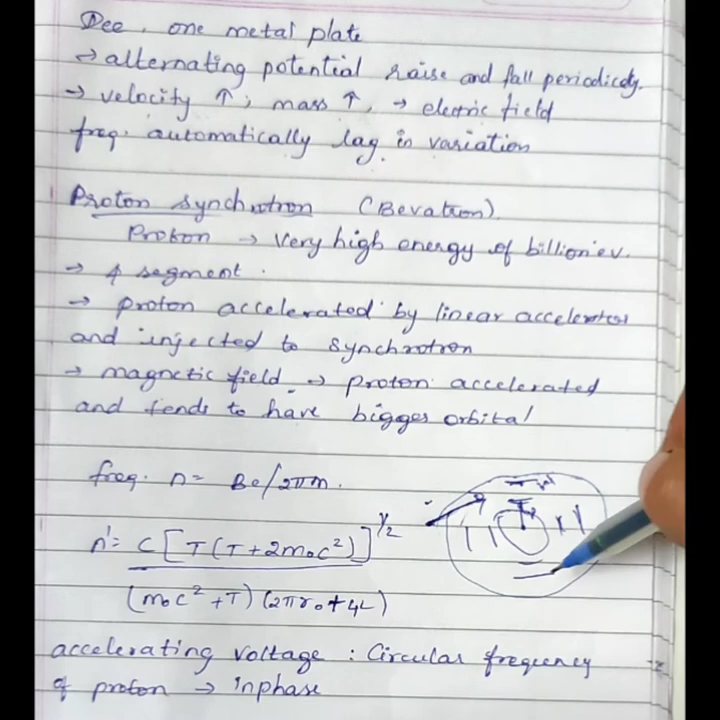 Dee, one metal plate
→ alternating potential raise and fall periodicaly.
→ velocity ↑; mass ↑, → electric field
freq. automatically lag in variation
Proton synchrotron (Bevatron).
Proton → very high energy of billion ev.
→ 4 segment.
→ proton accelerated by linear accelerator
and injected to synchrotron
→ magnetic field → proton accelerated
and tends to have bigger orbital
freq. n = Be/2πm.
n' = C[T(T+2m₀c²)]^1/2
(m₀c²+T)(2πr₀+4L)
accelerating voltage : Circular frequency
of proton → inphase